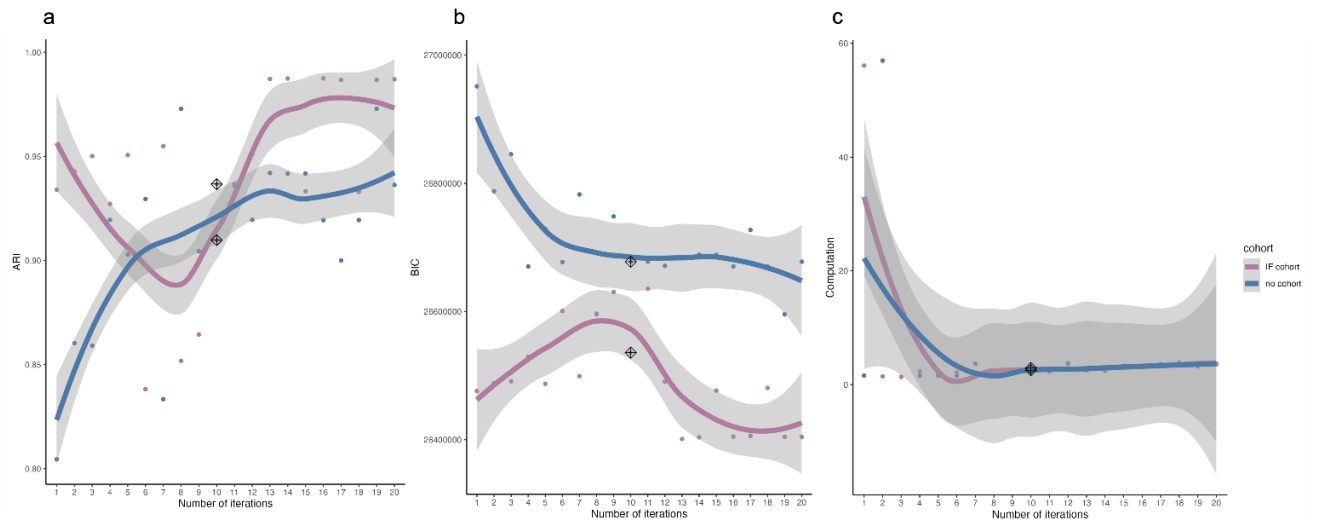 a
1.00
0.95
0.90
0.85
0.80
ARI
1 2 3 4 5 6 7 8 9 10 11 12 13 14 15 16 17 18 19 20
Number of iterations
b
27000000
26800000
26600000
26400000
BIC
1 2 3 4 5 6 7 8 9 10 11 12 13 14 15 16 17 18 19 20
Number of iterations
c
60
40
20
0
Computation
1 2 3 4 5 6 7 8 9 10 11 12 13 14 15 16 17 18 19 20
Number of iterations
cohort
IF cohort
no cohort